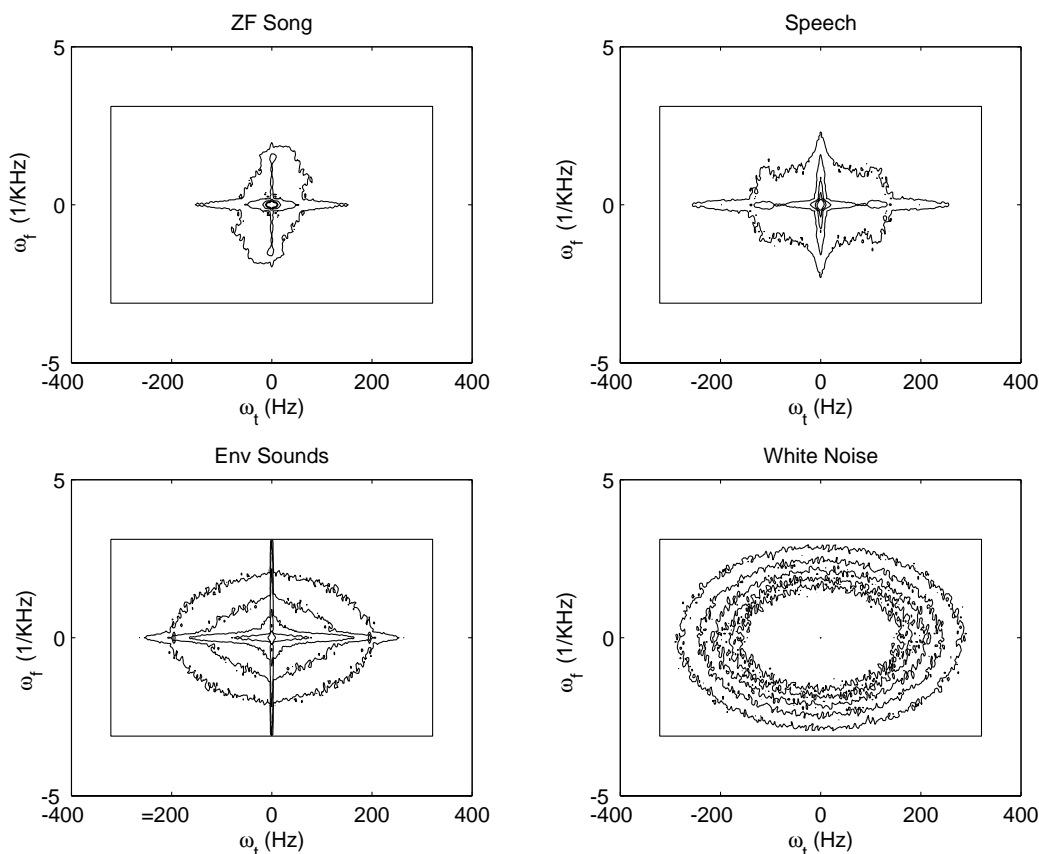 ZF Song
5
0
-5
ω_f (1/KHz)
-400
-200
0
200
400
ω_t (Hz)
Speech
5
0
-5
ω_f (1/KHz)
-400
-200
0
200
400
ω_t (Hz)
Env Sounds
5
0
-5
ω_f (1/KHz)
-400
=200
0
200
400
ω_t (Hz)
White Noise
5
0
-5
ω_f (1/KHz)
-400
-200
0
200
400
ω_t (Hz)